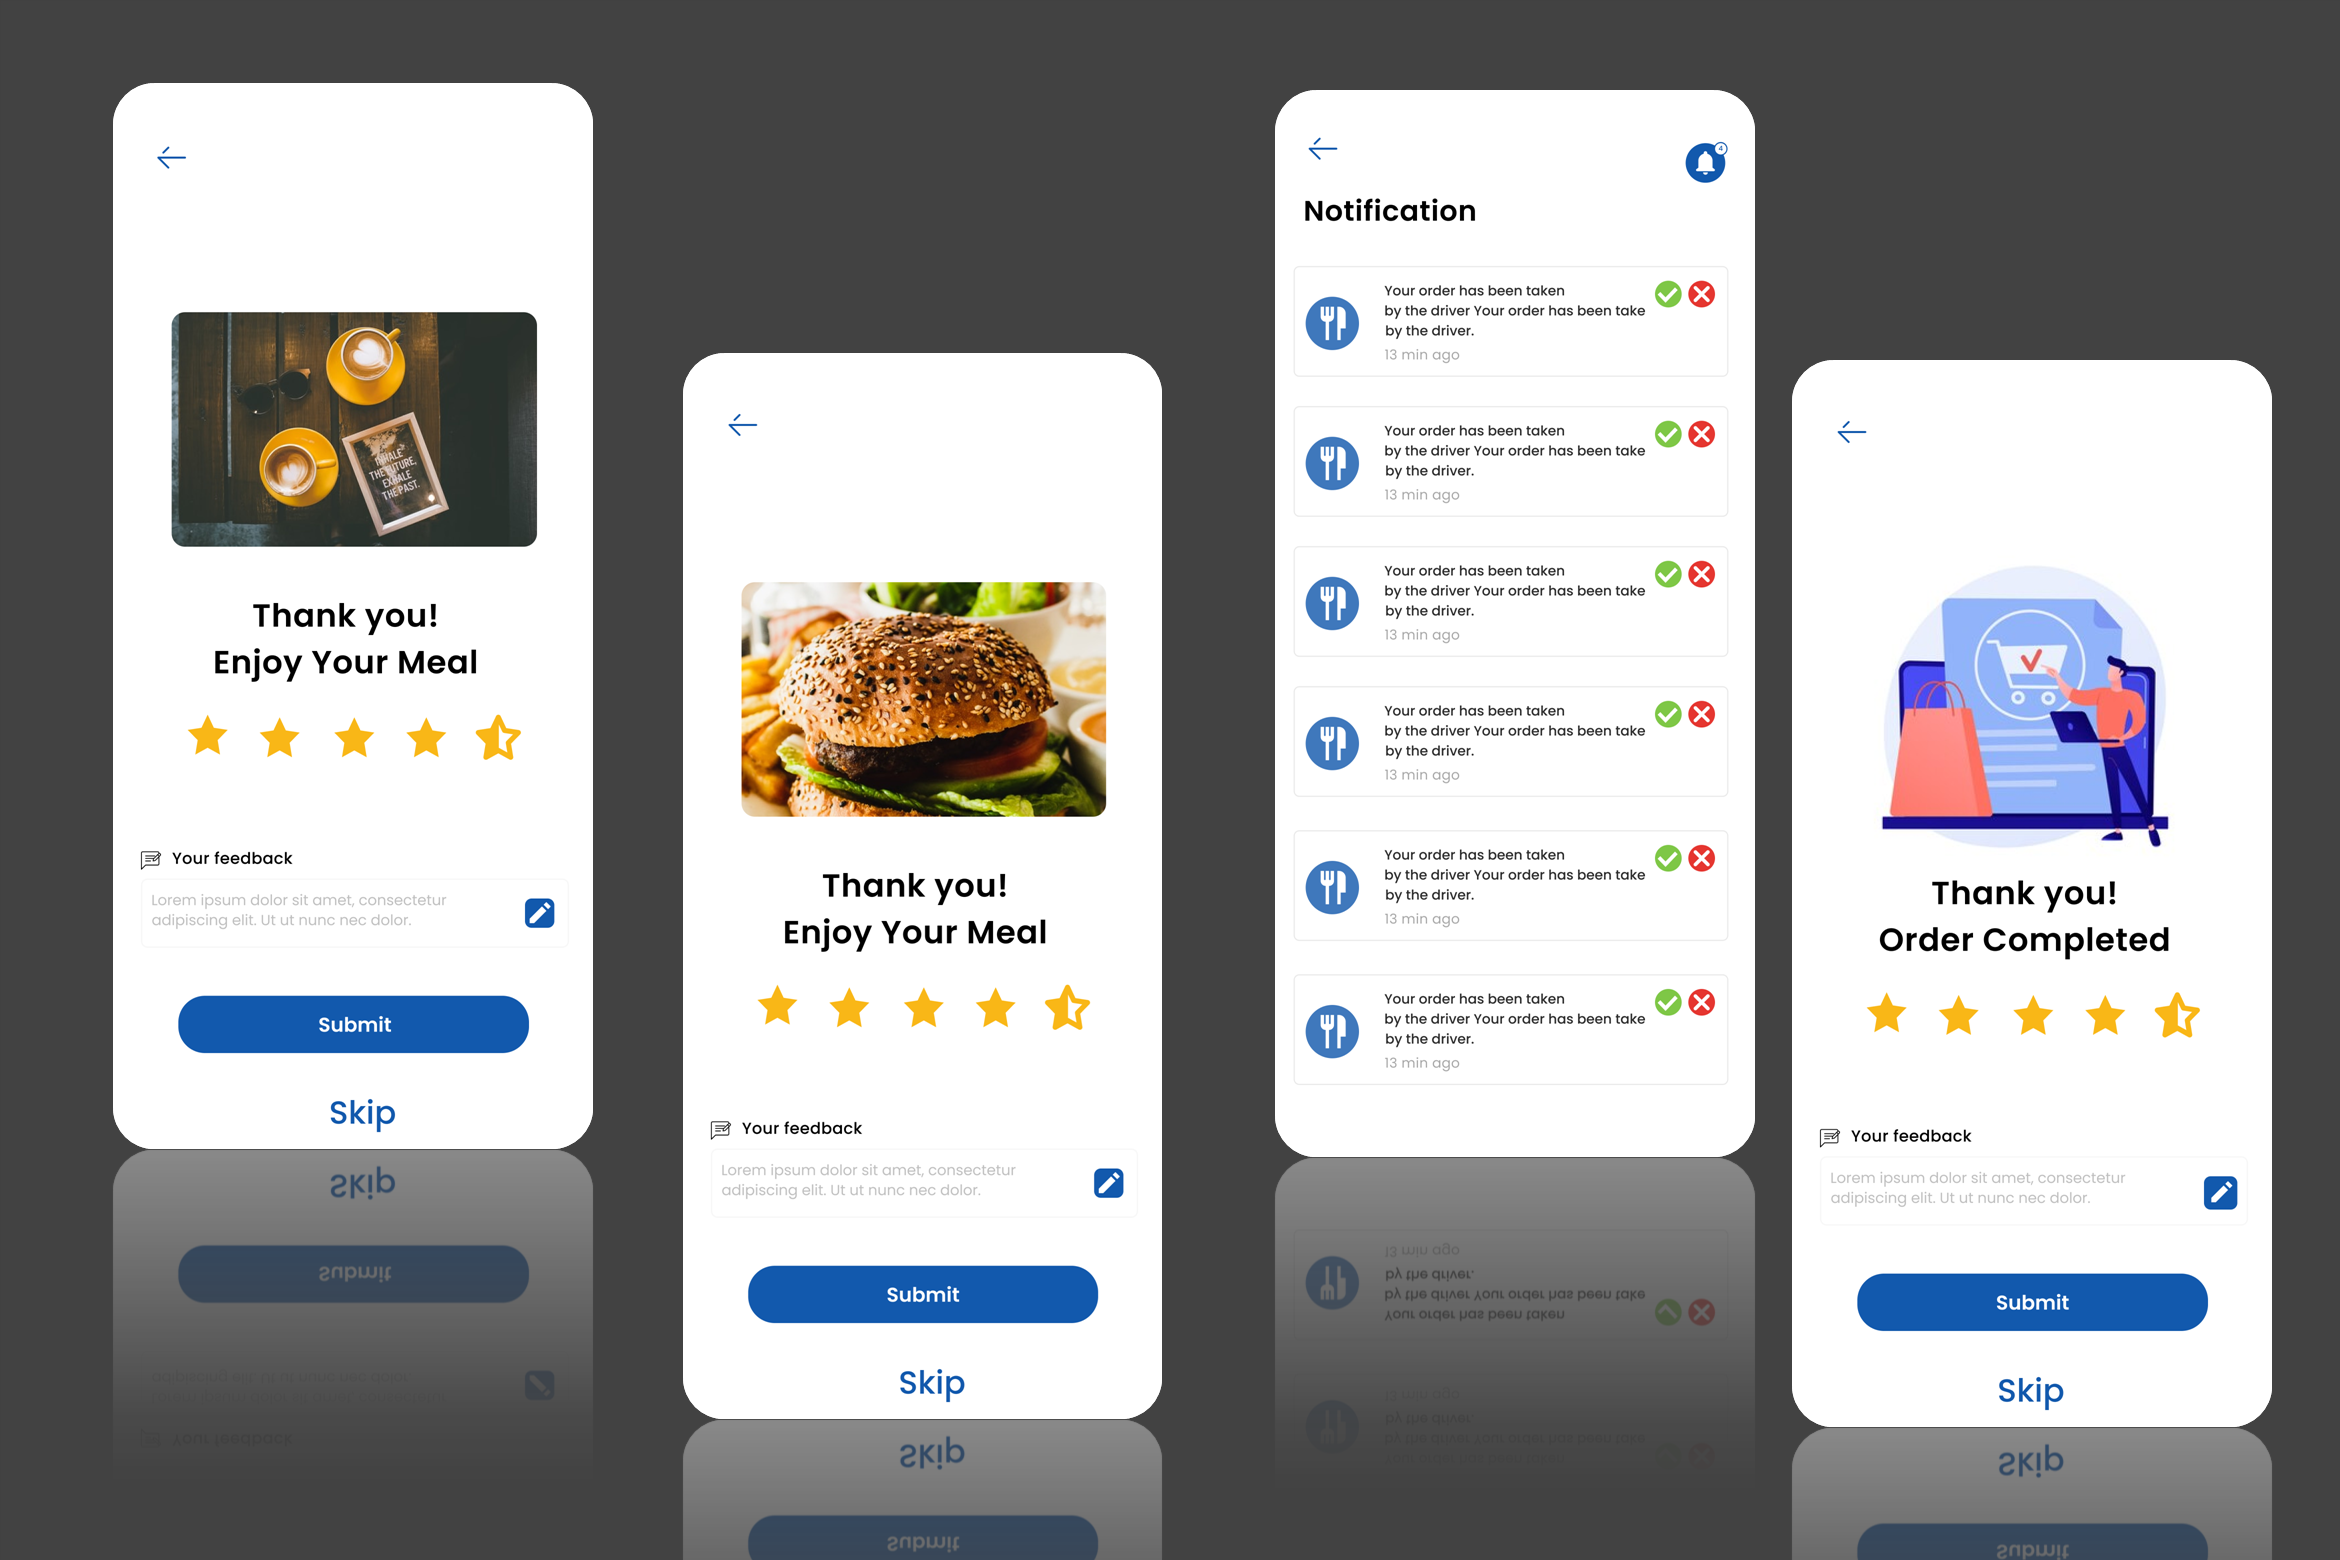 INHALE
THE FUTURE,
EXHALE
THE PAST.
Thank you!
Enjoy Your Meal
Your feedback
Lorem ipsum dolor sit amet, consectetur
adipiscing elit. Ut ut nunc nec dolor.
Submit
Skip
Thank you!
Enjoy Your Meal
Your feedback
Lorem ipsum dolor sit amet, consectetur
adipiscing elit. Ut ut nunc nec dolor.
Submit
Skip
4
Notification
Your order has been taken
by the driver Your order has been take
by the driver.
13 min ago
Your order has been taken
by the driver Your order has been take
by the driver.
13 min ago
Your order has been taken
by the driver Your order has been take
by the driver.
13 min ago
Your order has been taken
by the driver Your order has been take
by the driver.
13 min ago
Your order has been taken
by the driver Your order has been take
by the driver.
13 min ago
Your order has been taken
by the driver Your order has been take
by the driver.
13 min ago
Thank you!
Order Completed
Your feedback
Lorem ipsum dolor sit amet, consectetur
adipiscing elit. Ut ut nunc nec dolor.
Submit
Skip